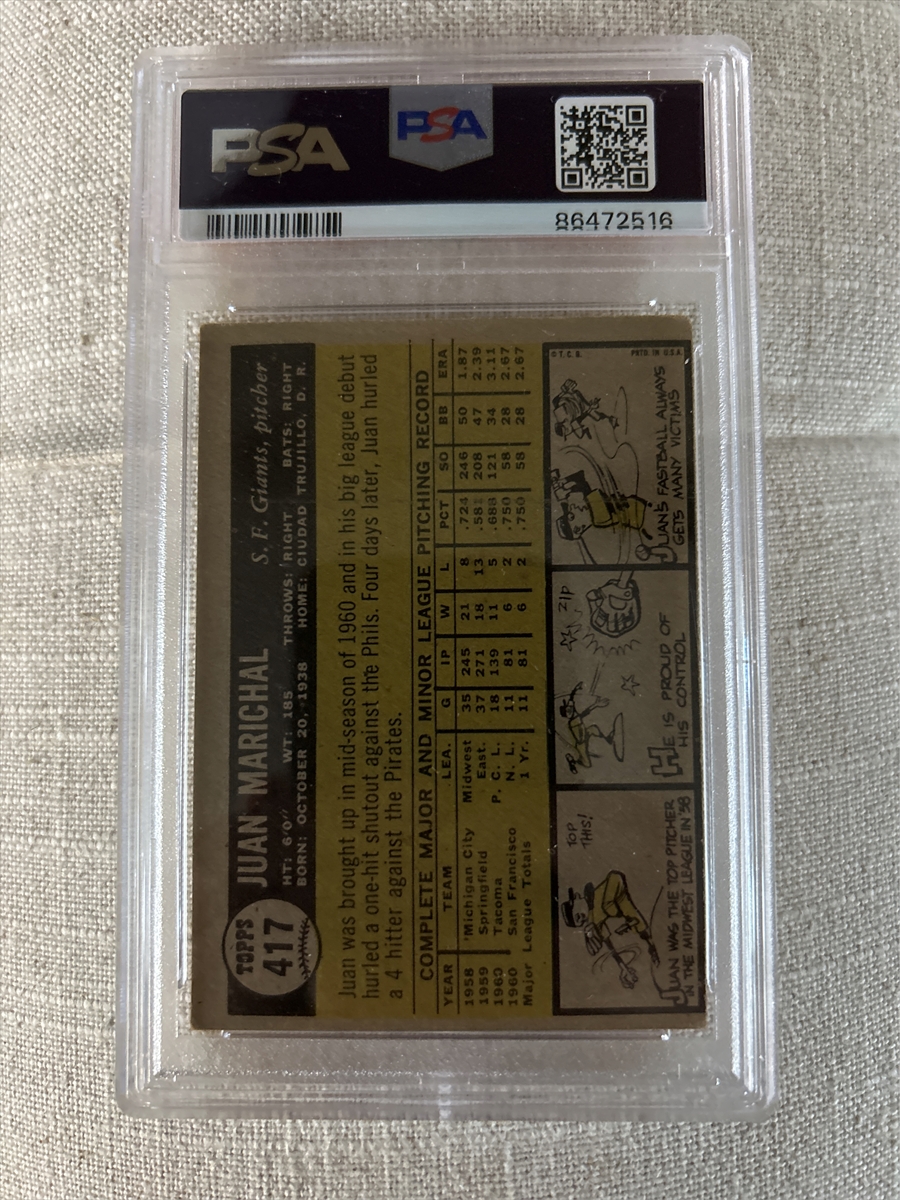 PSA
PSA
86472516
TOPPS
417
JUAN MARICHAL
S. F. Giants, pitcher
HT: 6'0" WT: 185 THROWS: RIGHT BATS: RIGHT
BORN: OCTOBER 20, 1938 HOME: CIUDAD TRUJILLO, D. R.
Juan was brought up in mid-season of 1960 and in his big league debut
hurled a one-hit shutout against the Phils. Four days later, Juan hurled
a 4 hitter against the Pirates.
COMPLETE MAJOR AND MINOR LEAGUE PITCHING RECORD
YEAR TEAM LEA. G IP W L PCT SO BB ERA
1958 Michigan City Midwest 35 245 21 8 .724 246 50 1.87
1959 Springfield East. 37 271 18 13 .581 208 47 2.39
1960 Tacoma P. C. L. 18 139 11 5 .688 121 34 3.11
1960 San Francisco N. L. 11 81 6 2 .750 58 28 2.67
Major League Totals 1 Yr. 11 81 6 2 .750 58 28 2.67
TOP
THIS!
JUAN WAS THE TOP PITCHER
IN THE MIDWEST LEAGUE IN '58
ZIP
HE IS PROUD OF
HIS CONTROL
© T. C. G. PRTD. IN U.S.A.
JUAN'S FASTBALL ALWAYS
GETS MANY VICTIMS